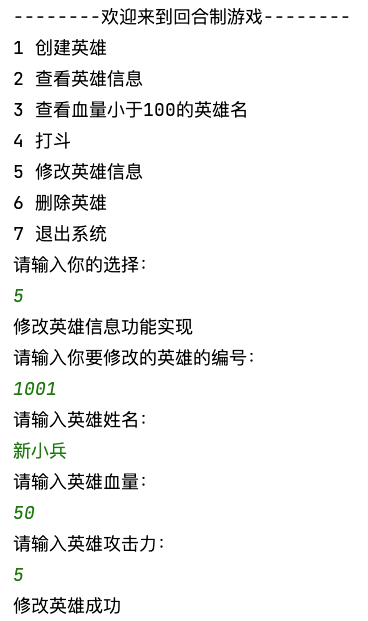 --------欢迎来到回合制游戏--------
1 创建英雄
2 查看英雄信息
3 查看血量小于100的英雄名
4 打斗
5 修改英雄信息
6 删除英雄
7 退出系统
请输入你的选择：
5
修改英雄信息功能实现
请输入你要修改的英雄的编号：
1001
请输入英雄姓名：
新小兵
请输入英雄血量：
50
请输入英雄攻击力：
5
修改英雄成功